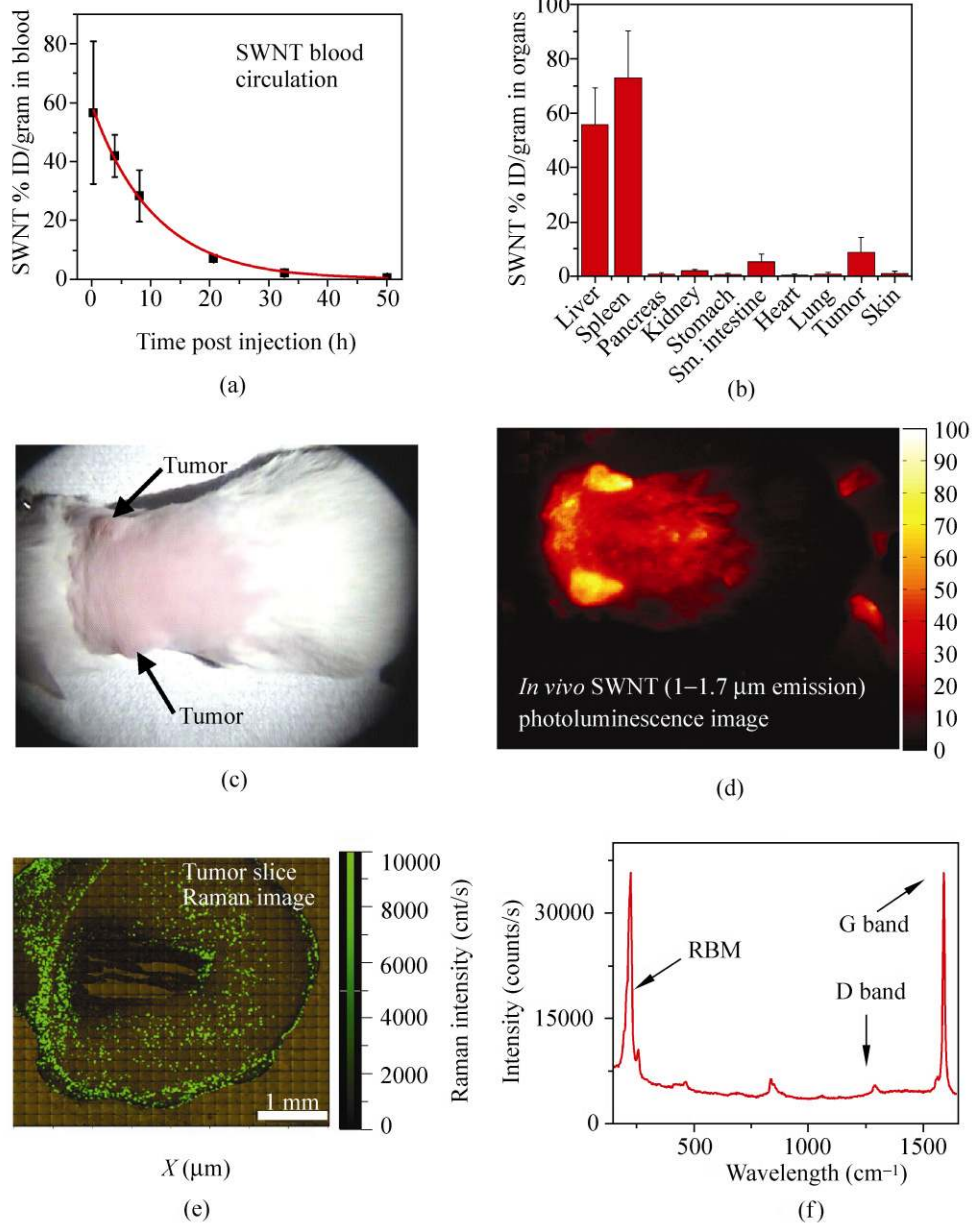 SWNT % ID/gram in blood
80
60
40
20
0
SWNT blood
circulation
0 10 20 30 40 50
Time post injection (h)
(a)
SWNT % ID/gram in organs
100
80
60
40
20
0
Liver
Spleen
Pancreas
Kidney
Stomach
Sm. intestine
Heart
Lung
Tumor
Skin
(b)
Tumor
Tumor
(c)
In vivo SWNT (1–1.7 μm emission)
photoluminescence image
100
90
80
70
60
50
40
30
20
10
0
(d)
Tumor slice
Raman image
1 mm
10000
8000
6000
4000
2000
0
Raman intensity (cnt/s)
X (μm)
(e)
Intensity (counts/s)
30000
15000
0
RBM
G band
D band
500 1000 1500
Wavelength (cm⁻¹)
(f)